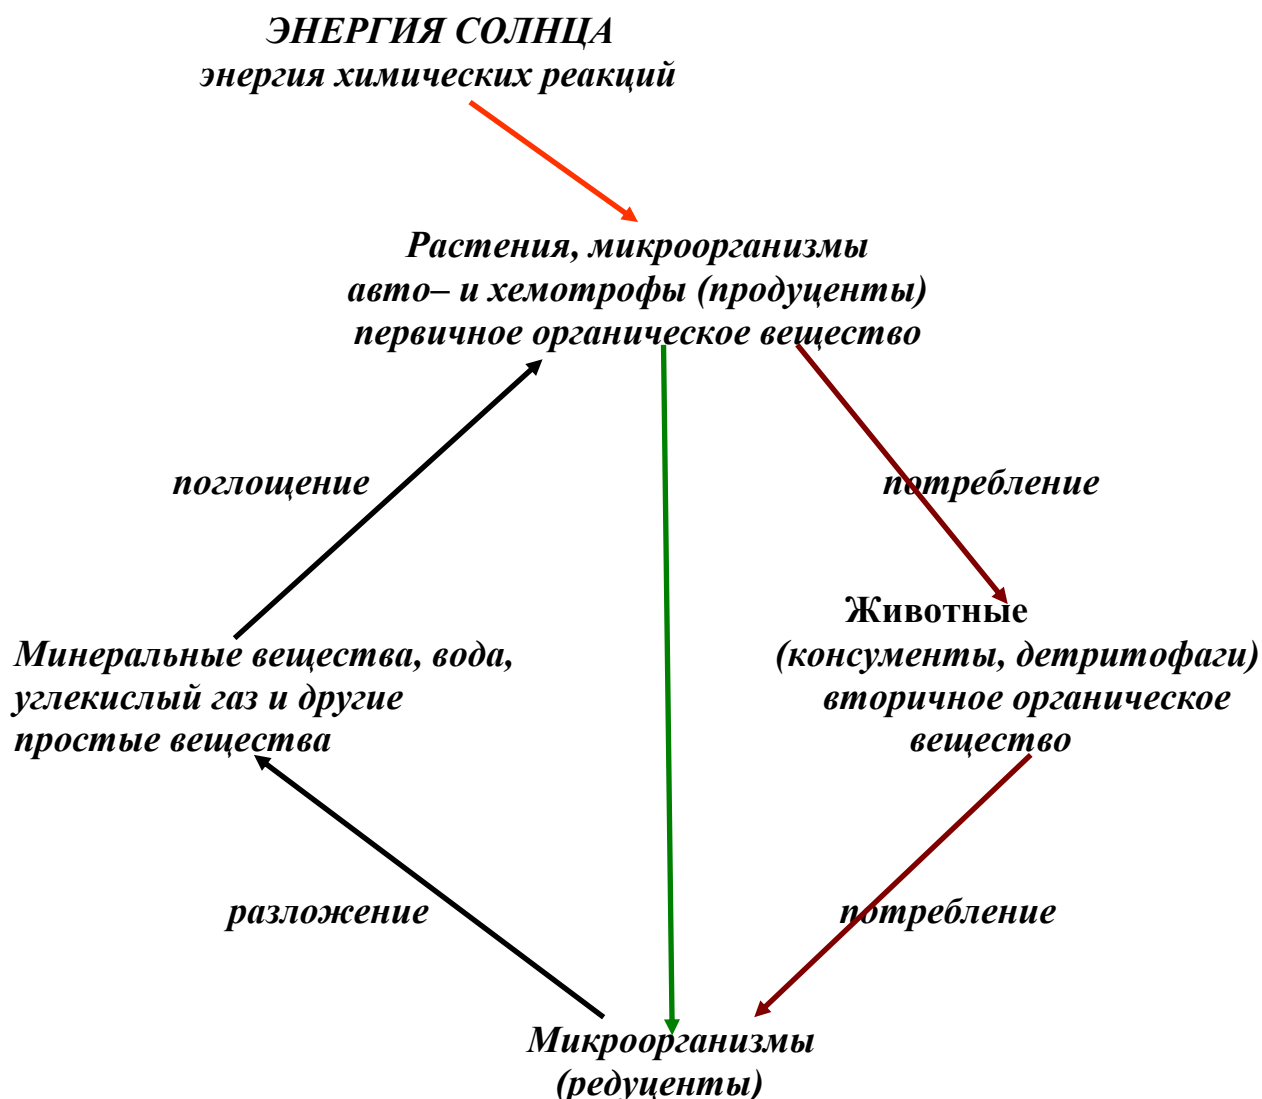 ЭНЕРГИЯ СОЛНЦА
энергия химических реакций
Растения, микроорганизмы
авто– и хемотрофы (продуценты)
первичное органическое вещество
поглощение
потребление
Животные
(консументы, детритофаги)
вторичное органическое
вещество
Минеральные вещества, вода,
углекислый газ и другие
простые вещества
разложение
потребление
Микроорганизмы
(редуценты)